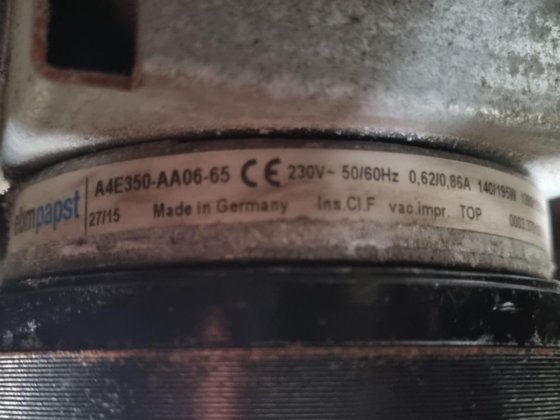 ebmpapst
A4E350-AA06-65 CE 230V~ 50/60Hz 0,62/0,86A 140/195W
27/15 Made in Germany Ins.Cl.F vac.impr. TOP